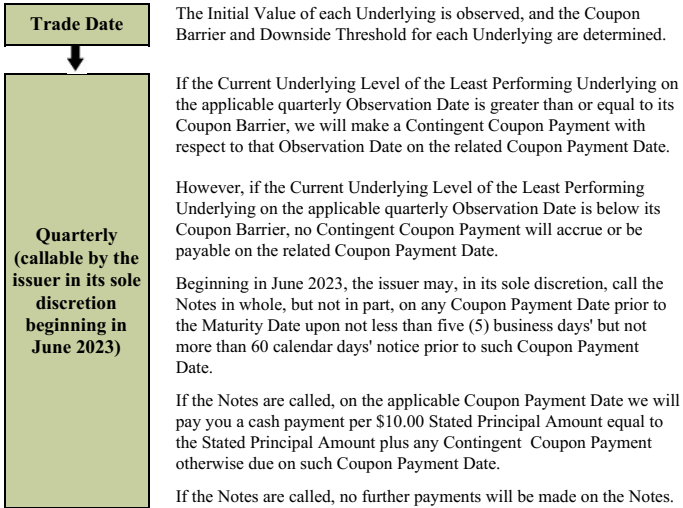 Trade Date
The Initial Value of each Underlying is observed, and the Coupon
Barrier and Downside Threshold for each Underlying are determined.
Quarterly
(callable by the
issuer in its sole
discretion
beginning in
June 2023)
If the Current Underlying Level of the Least Performing Underlying on
the applicable quarterly Observation Date is greater than or equal to its
Coupon Barrier, we will make a Contingent Coupon Payment with
respect to that Observation Date on the related Coupon Payment Date.
However, if the Current Underlying Level of the Least Performing
Underlying on the applicable quarterly Observation Date is below its
Coupon Barrier, no Contingent Coupon Payment will accrue or be
payable on the related Coupon Payment Date.
Beginning in June 2023, the issuer may, in its sole discretion, call the
Notes in whole, but not in part, on any Coupon Payment Date prior to
the Maturity Date upon not less than five (5) business days' but not
more than 60 calendar days' notice prior to such Coupon Payment
Date.
If the Notes are called, on the applicable Coupon Payment Date we will
pay you a cash payment per $10.00 Stated Principal Amount equal to
the Stated Principal Amount plus any Contingent Coupon Payment
otherwise due on such Coupon Payment Date.
If the Notes are called, no further payments will be made on the Notes.